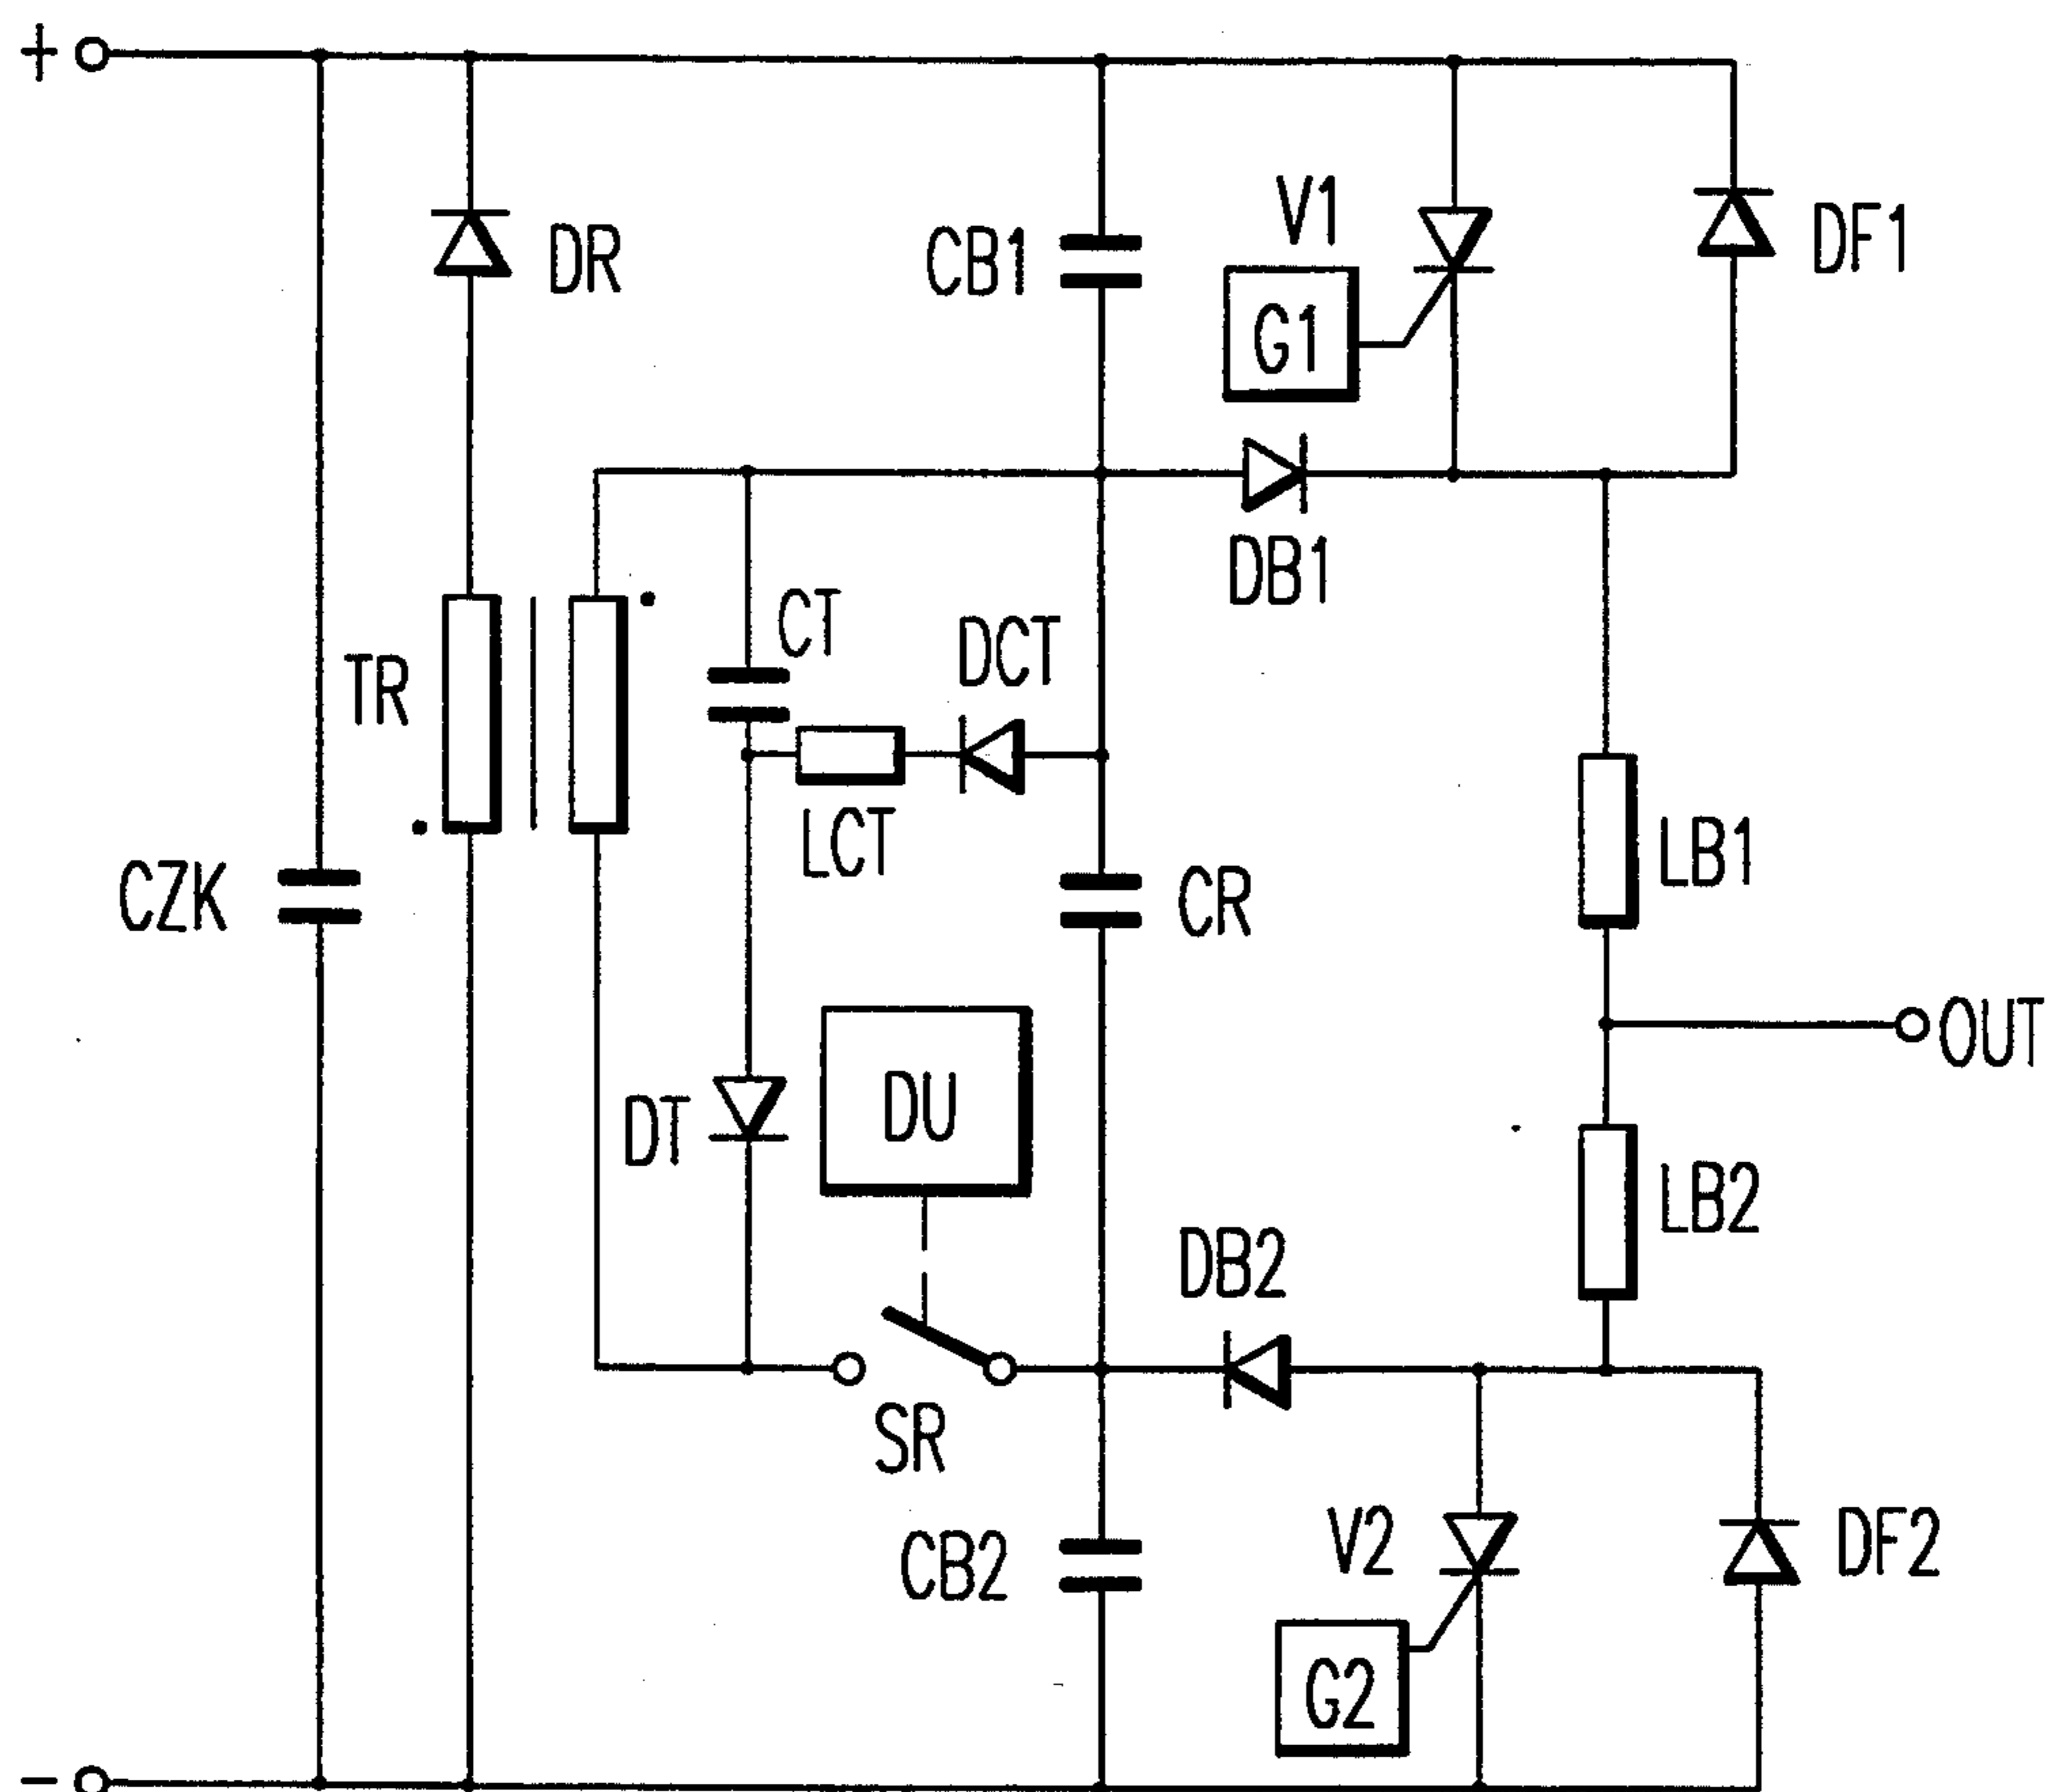 +
DR
CB1
V1
DF1
G1
DB1
CT
DCT
TR
LCT
LB1
CZK
CR
OUT
DU
DT
LB2
DB2
SR
CB2
V2
DF2
G2
-